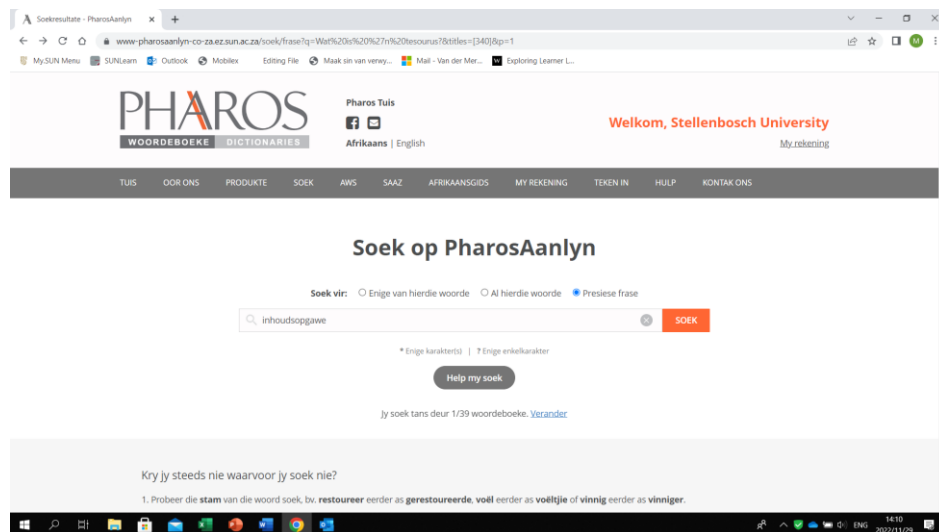 Soekresultate - PharosAanlyn
www-pharosaanlyn-co-za.ez.sun.ac.za/soek/frase?q=Wat%20is%20%27n%20tesourus?&titles=[340]&p=1
My.SUN Menu SUNLearn Outlook Mobilex Editing File Maak sin van verwy... Mail - Van der Mer... Exploring Learner L...
PHAROS
WOORDEBOEKE DICTIONARIES
Pharos Tuis
Afrikaans | English
Welkom, Stellenbosch University
My rekening
TUIS OOR ONS PRODUKTE SOEK AWS SAAZ AFRIKAANSGIDS MY REKENING TEKEN IN HULP KONTAK ONS
Soek op PharosAanlyn
Soek vir: Enige van hierdie woorde Al hierdie woorde Presiese frase
inhoudsopgawe SOEK
* Enige karakter(s) | ? Enige enkelkarakter
Help my soek
Jy soek tans deur 1/39 woordeboeke. Verander
Kry jy steeds nie waarvoor jy soek nie?
1. Probeer die stam van die woord soek, bv. restoureer eerder as gerestoureerde, voël eerder as voëltjie of vinnig eerder as vinniger.
ENG
14:10
2022/11/29